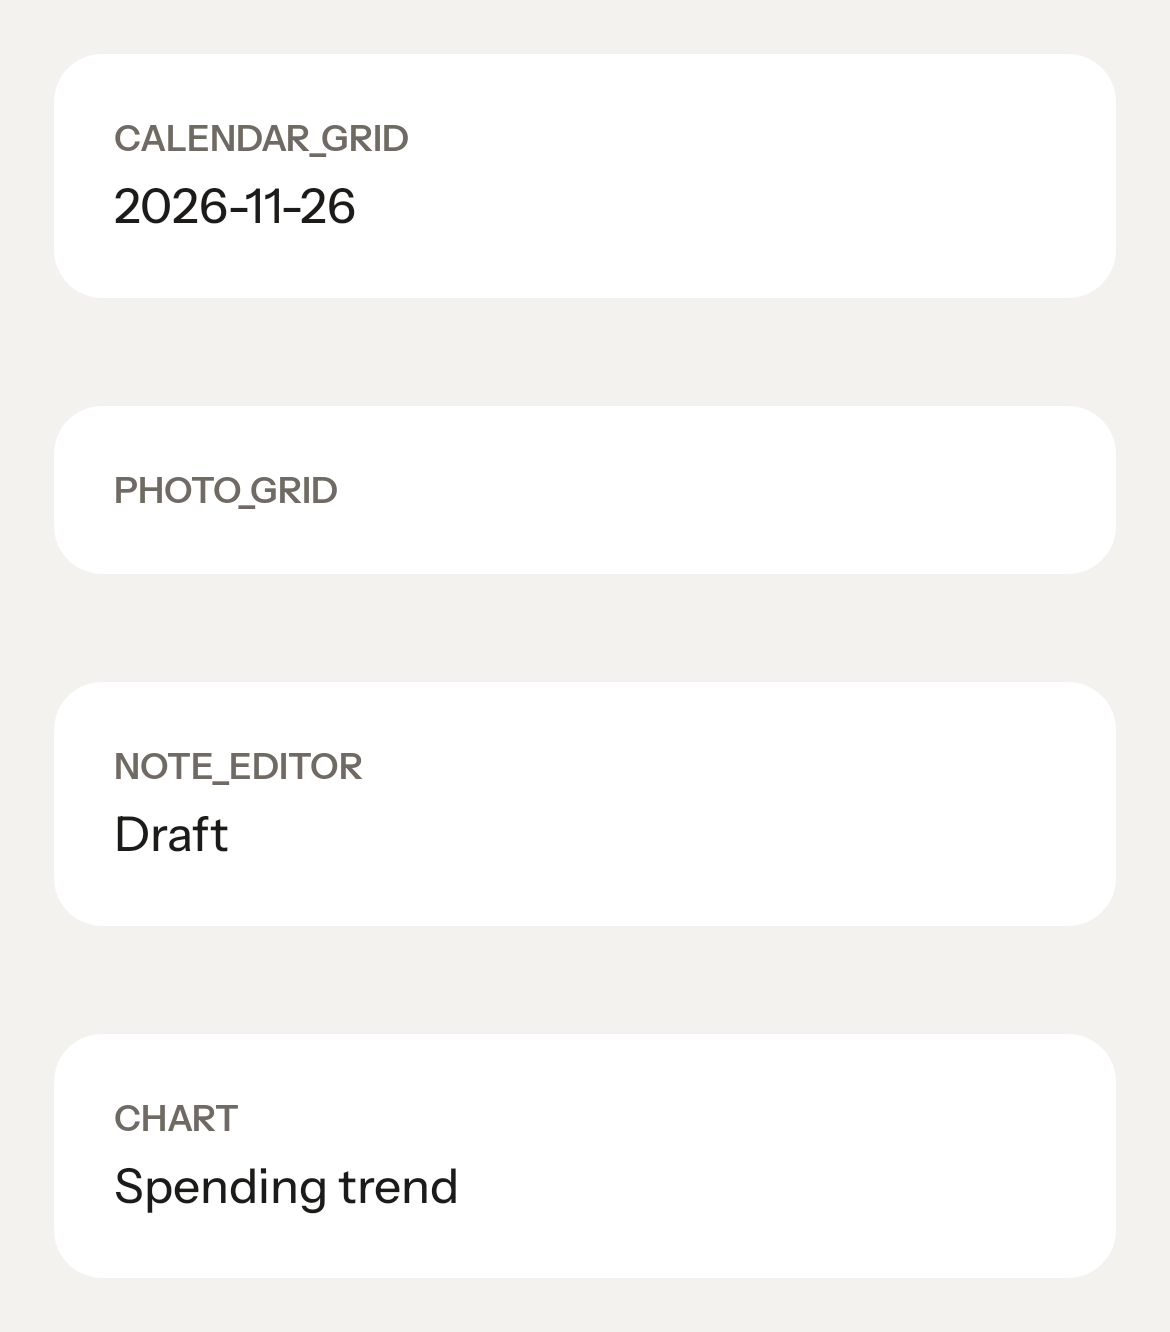 CALENDAR_GRID
2026-11-26
PHOTO_GRID
NOTE_EDITOR
Draft
CHART
Spending trend